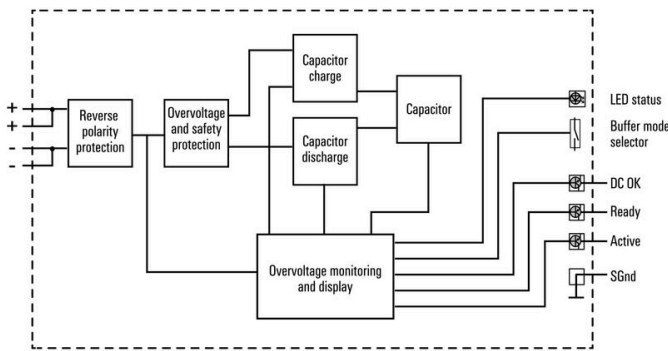 +
+
-
-
Reverse
polarity
protection
Overvoltage
and safety
protection
Capacitor
charge
Capacitor
discharge
Capacitor
Overvoltage monitoring
and display
LED status
Buffer mode
selector
DC OK
Ready
Active
SGnd